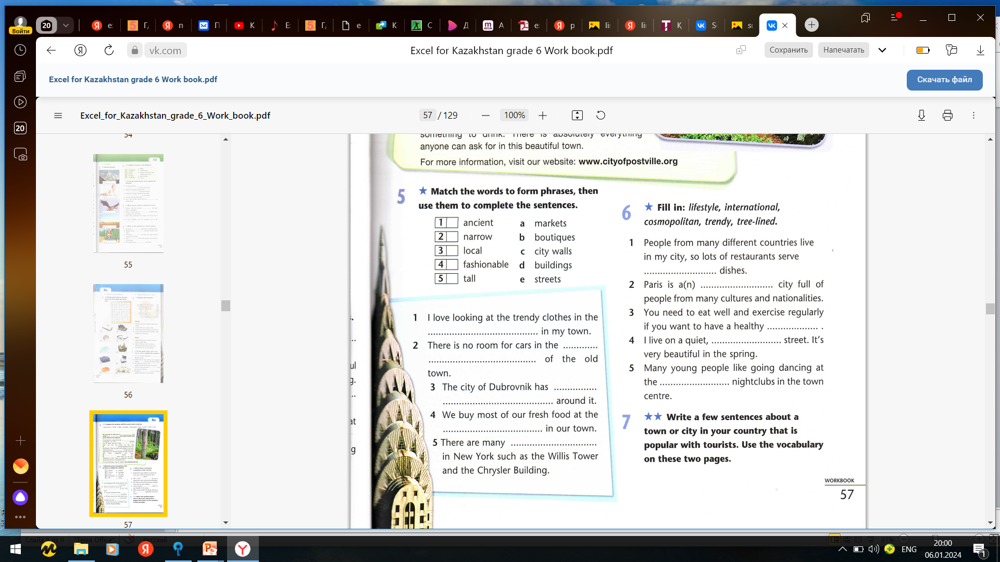 Войти
20
vk.com
Excel for Kazakhstan grade 6 Work book.pdf
Сохранить
Напечатать
Excel for Kazakhstan grade 6 Work book.pdf
Скачать файл
Excel_for_Kazakhstan_grade_6_Work_book.pdf
57 / 129
100%
20
54
55
56
57
something to drink. There is absolutely everything
anyone can ask for in this beautiful town.
For more information, visit our website: www.cityofpostville.org
5 ★ Match the words to form phrases, then
use them to complete the sentences.
1 ancient a markets
2 narrow b boutiques
3 local c city walls
4 fashionable d buildings
5 tall e streets
1 I love looking at the trendy clothes in the
.................................... in my town.
2 There is no room for cars in the .............
.................................... of the old
town.
3 The city of Dubrovnik has ...............
.................................... around it.
4 We buy most of our fresh food at the
.................................... in our town.
5 There are many ..............................
in New York such as the Willis Tower
and the Chrysler Building.
6 ★ Fill in: lifestyle, international,
cosmopolitan, trendy, tree-lined.
1 People from many different countries live
in my city, so lots of restaurants serve
.......................... dishes.
2 Paris is a(n) .......................... city full of
people from many cultures and nationalities.
3 You need to eat well and exercise regularly
if you want to have a healthy .................. .
4 I live on a quiet, ......................... street. It's
very beautiful in the spring.
5 Many young people like going dancing at
the ......................... nightclubs in the town
centre.
7 ★★ Write a few sentences about a
town or city in your country that is
popular with tourists. Use the vocabulary
on these two pages.
WORKBOOK
57
Слайд 8 из 9
"Тема Office"
русский
81%
ENG
20:00
06.01.2024
1